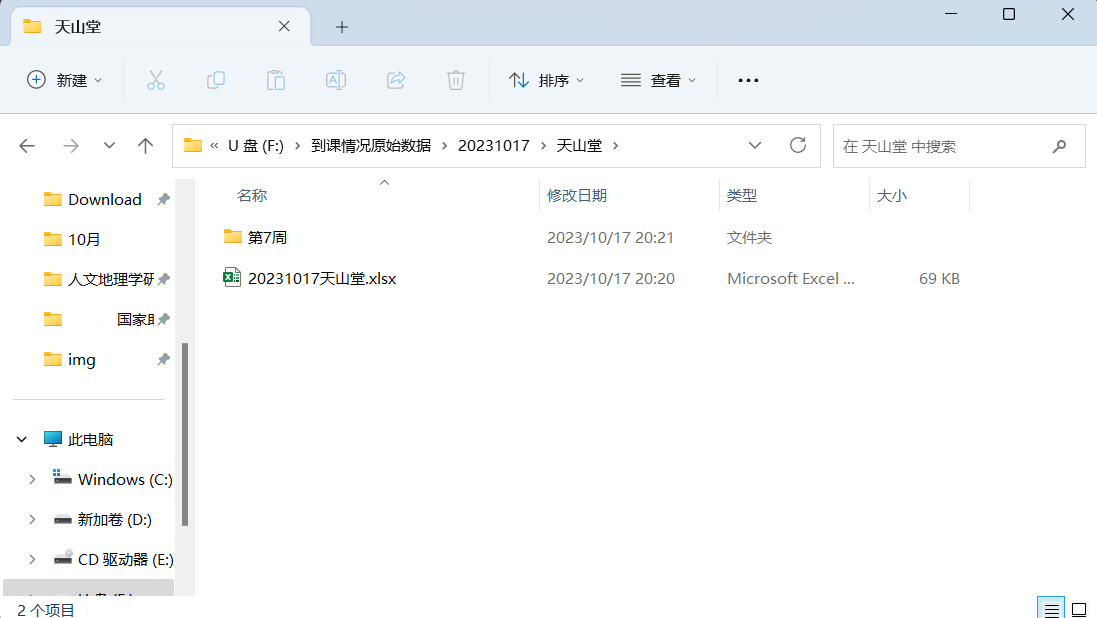 天山堂
新建
排序
查看
« U 盘 (F:) › 到课情况原始数据 › 20231017 › 天山堂 ›
在 天山堂 中搜索
名称 修改日期 类型 大小
第7周 2023/10/17 20:21 文件夹
20231017天山堂.xlsx 2023/10/17 20:20 Microsoft Excel ... 69 KB
Download
10月
人文地理学研
国家
img
此电脑
Windows (C:)
新加卷 (D:)
CD 驱动器 (E:)
2 个项目